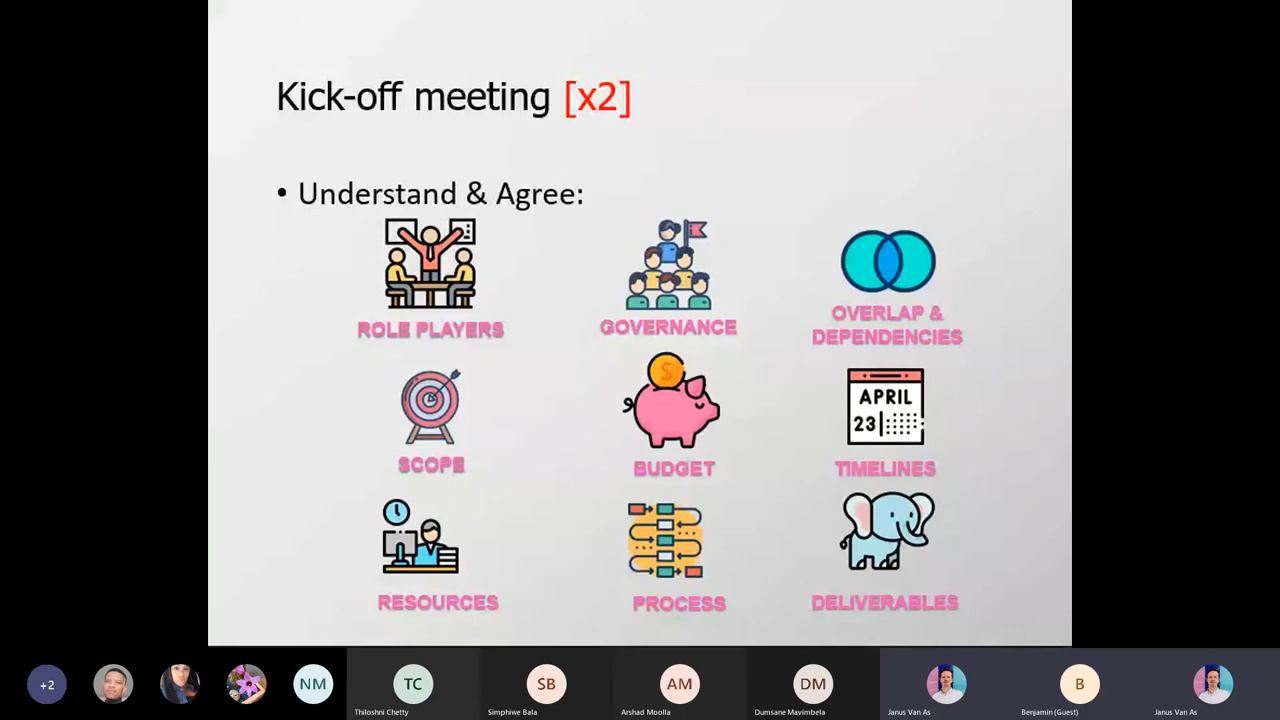 Kick-off meeting [x2]
• Understand & Agree:
ROLE PLAYERS
GOVERNANCE
OVERLAP &
DEPENDENCIES
SCOPE
BUDGET
APRIL
23
TIMELINES
RESOURCES
PROCESS
DELIVERABLES
+2
NM
TC
SB
AM
DM
B
Thiloshni Chetty
Simphiwe Bala
Arshad Moolla
Dumsane Mavimbela
Janus Van As
Benjamin (Guest)
Janus Van As